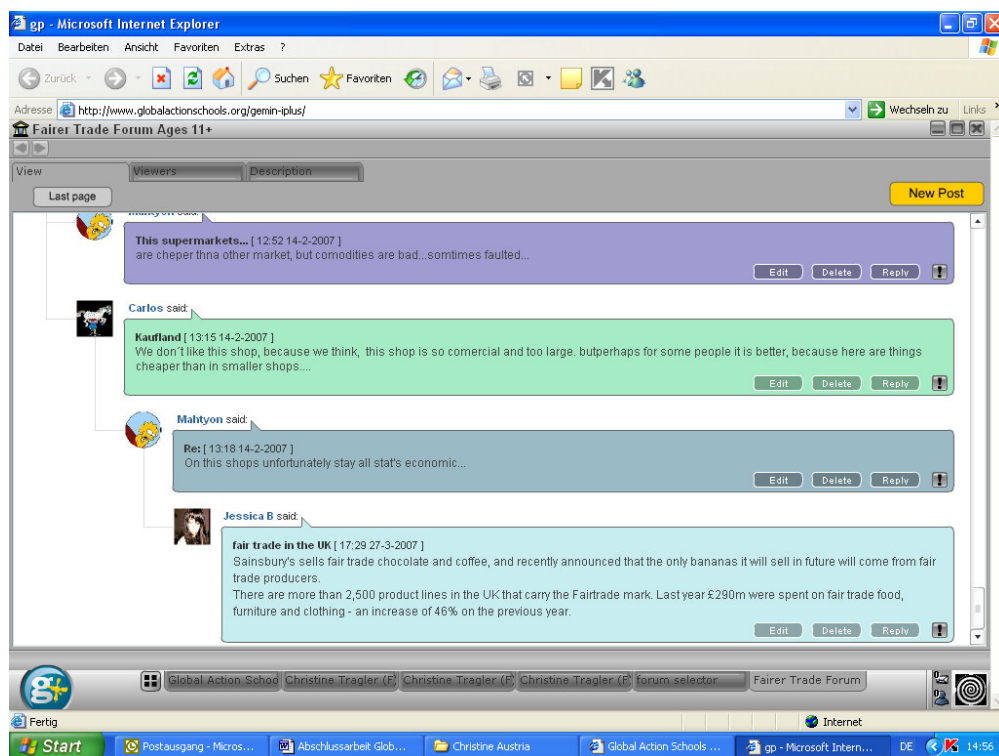 gp - Microsoft Internet Explorer
Datei Bearbeiten Ansicht Favoriten Extras ?
Zurück Suchen Favoriten
Adresse http://www.globalactionschools.org/gemin-iplus/ Wechseln zu Links
Fairer Trade Forum Ages 11+
View Viewers Description
Last page New Post
said:
This supermarkets... [ 12:52 14-2-2007 ]
are cheper thna other market, but comodities are bad...somtimes faulted...
Edit Delete Reply !
Carlos said:
Kaufland [ 13:15 14-2-2007 ]
We don´t like this shop, because we think, this shop is so comercial and too large. butperhaps for some people it is better, because here are things
cheaper than in smaller shops....
Edit Delete Reply !
Mahtyon said:
Re: [ 13:18 14-2-2007 ]
On this shops unfortunately stay all stat's economic...
Edit Delete Reply !
Jessica B said:
fair trade in the UK [ 17:29 27-3-2007 ]
Sainsbury's sells fair trade chocolate and coffee, and recently announced that the only bananas it will sell in future will come from fair
trade producers.
There are more than 2,500 product lines in the UK that carry the Fairtrade mark. Last year £290m were spent on fair trade food,
furniture and clothing - an increase of 46% on the previous year.
Edit Delete Reply !
g+ Global Action Schoo Christine Tragler (F) Christine Tragler (F) Christine Tragler (F) forum selector Fairer Trade Forum
Fertig Internet
Start Postausgang - Micros... Abschlussarbeit Glob... Christine Austria Global Action Schools ... gp - Microsoft Intern... DE K 14:56